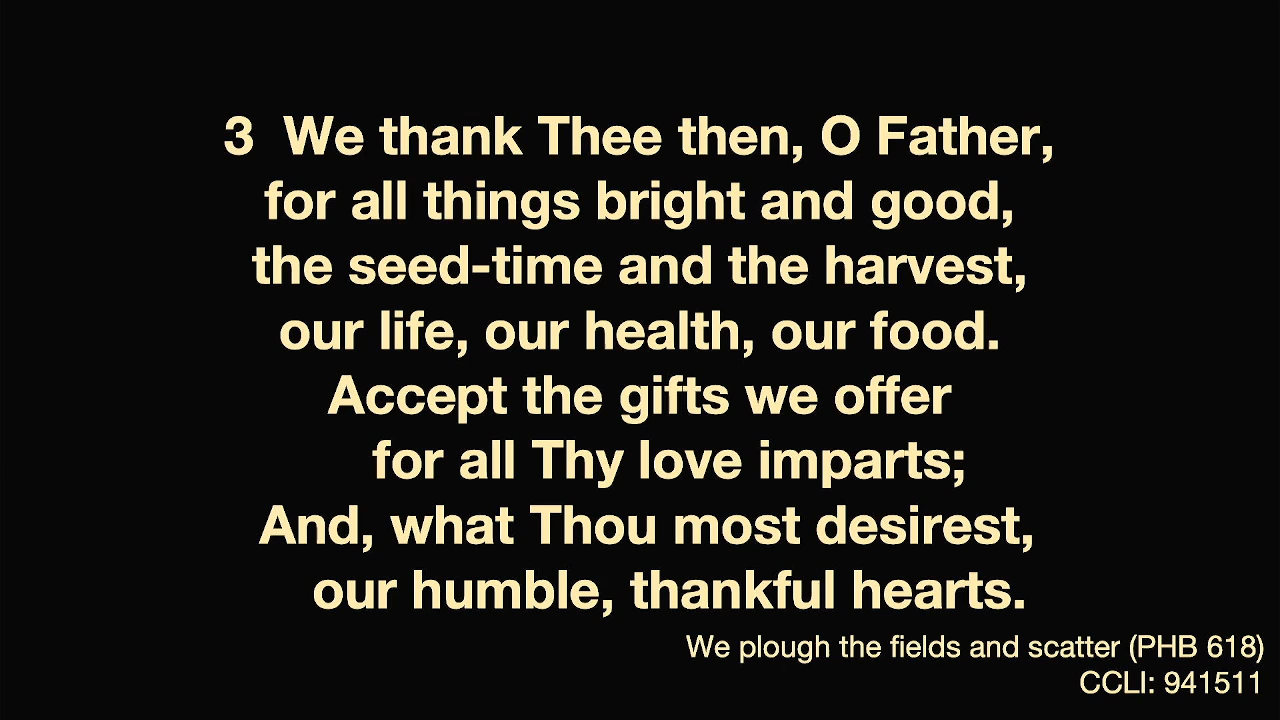 3 We thank Thee then, O Father,
for all things bright and good,
the seed-time and the harvest,
our life, our health, our food.
Accept the gifts we offer
for all Thy love imparts;
And, what Thou most desirest,
our humble, thankful hearts.
We plough the fields and scatter (PHB 618)
CCLI: 941511